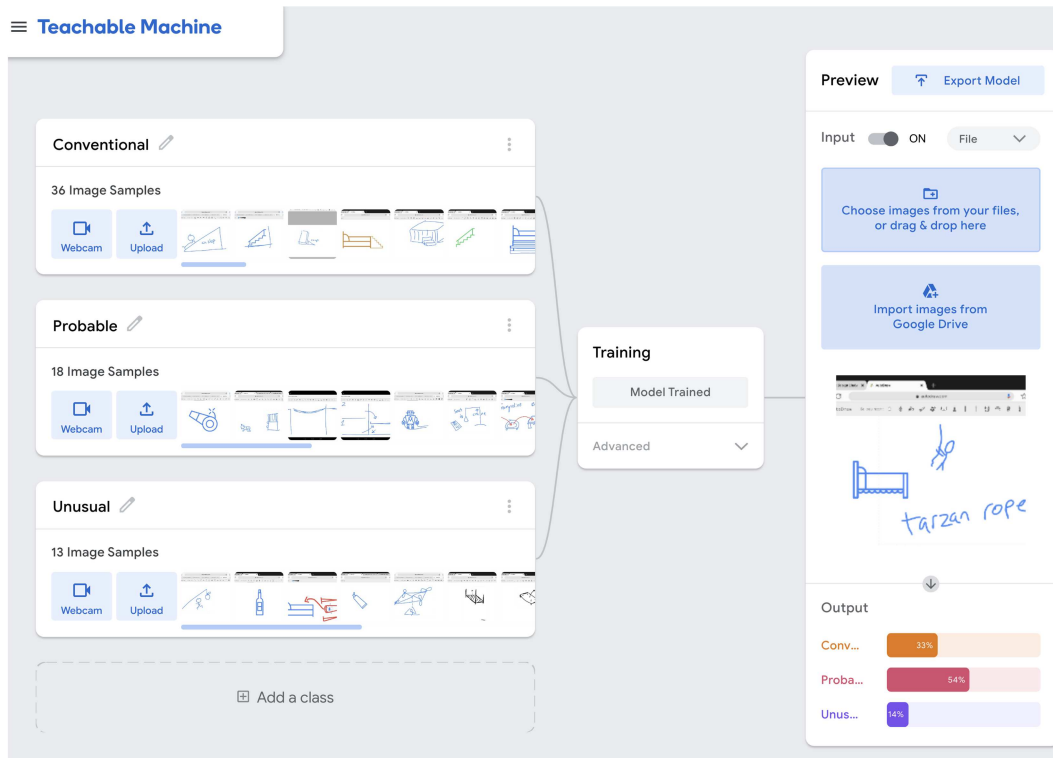 Teachable Machine
Conventional
36 Image Samples
Webcam
Upload
Probable
18 Image Samples
Webcam
Upload
Unusual
13 Image Samples
Webcam
Upload
Add a class
Training
Model Trained
Advanced
Preview
Export Model
Input
ON
File
Choose images from your files,
or drag & drop here
Import images from
Google Drive
tarzan rope
Output
Conv...
33%
Proba...
54%
Unus...
14%